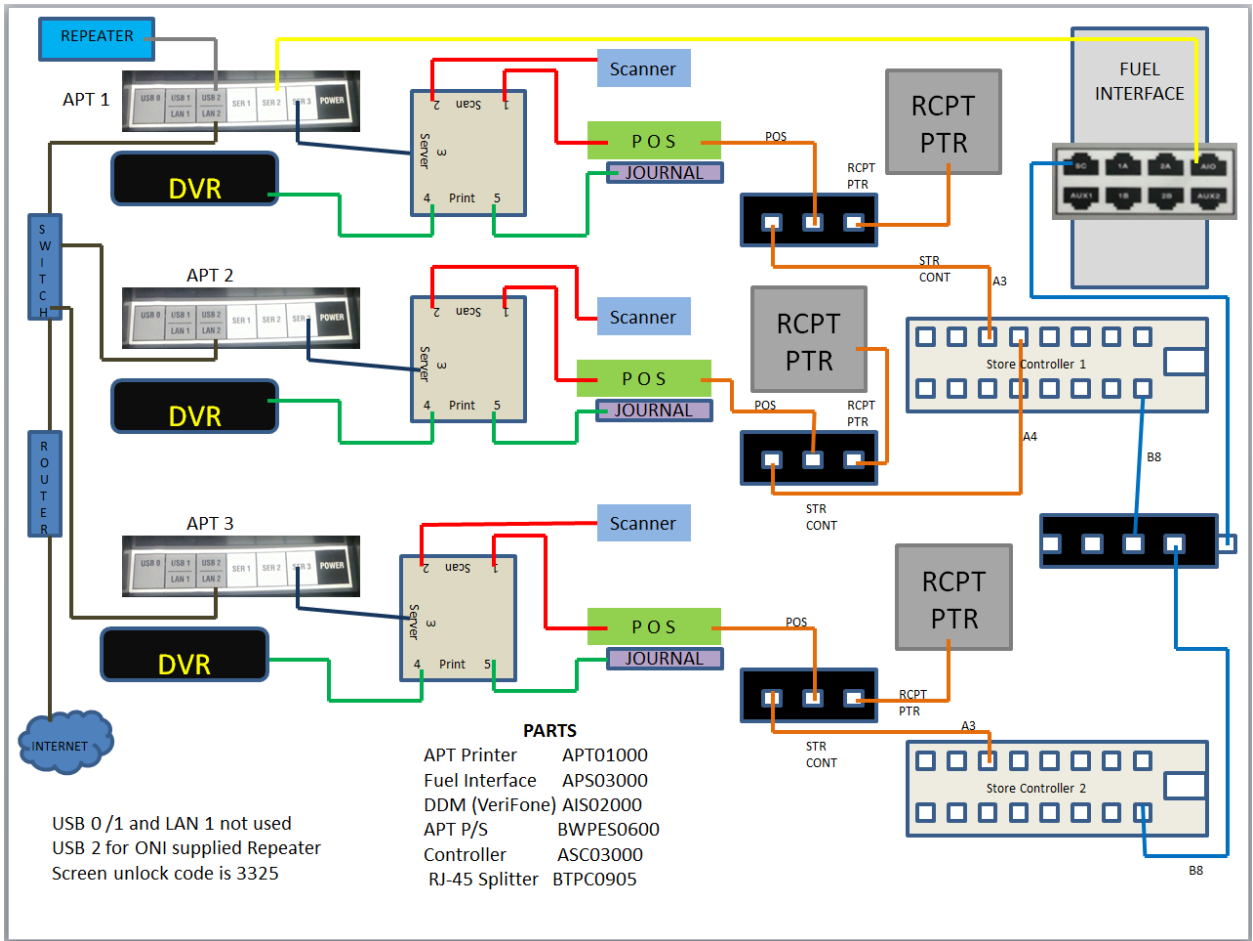 REPEATER
APT 1
USB 0
USB 1
LAN 1
USB 2
LAN 2
SER 1
SER 2
SER 3
POWER
DVR
2
Scan
1
Server
3
4
Print
5
Scanner
POS
JOURNAL
POS
RCPT
PTR
RCPT
PTR
STR
CONT
A3
FUEL
INTERFACE
SC
1A
2A
AIO
AUX1
1B
2B
AUX2
SWITCH
APT 2
USB 0
USB 1
LAN 1
USB 2
LAN 2
SER 1
SER 2
SER 3
POWER
DVR
2
Scan
1
Server
3
4
Print
5
Scanner
POS
JOURNAL
POS
RCPT
PTR
RCPT
PTR
STR
CONT
A4
Store Controller 1
B8
ROUTER
APT 3
USB 0
USB 1
LAN 1
USB 2
LAN 2
SER 1
SER 2
SER 3
POWER
DVR
2
Scan
1
Server
3
4
Print
5
Scanner
POS
JOURNAL
POS
RCPT
PTR
RCPT
PTR
STR
CONT
A3
Store Controller 2
B8
INTERNET
PARTS
APT Printer APT01000
Fuel Interface APS03000
DDM (VeriFone) AIS02000
APT P/S BWPES0600
Controller ASC03000
RJ-45 Splitter BTPC0905
USB 0 /1 and LAN 1 not used
USB 2 for ONI supplied Repeater
Screen unlock code is 3325